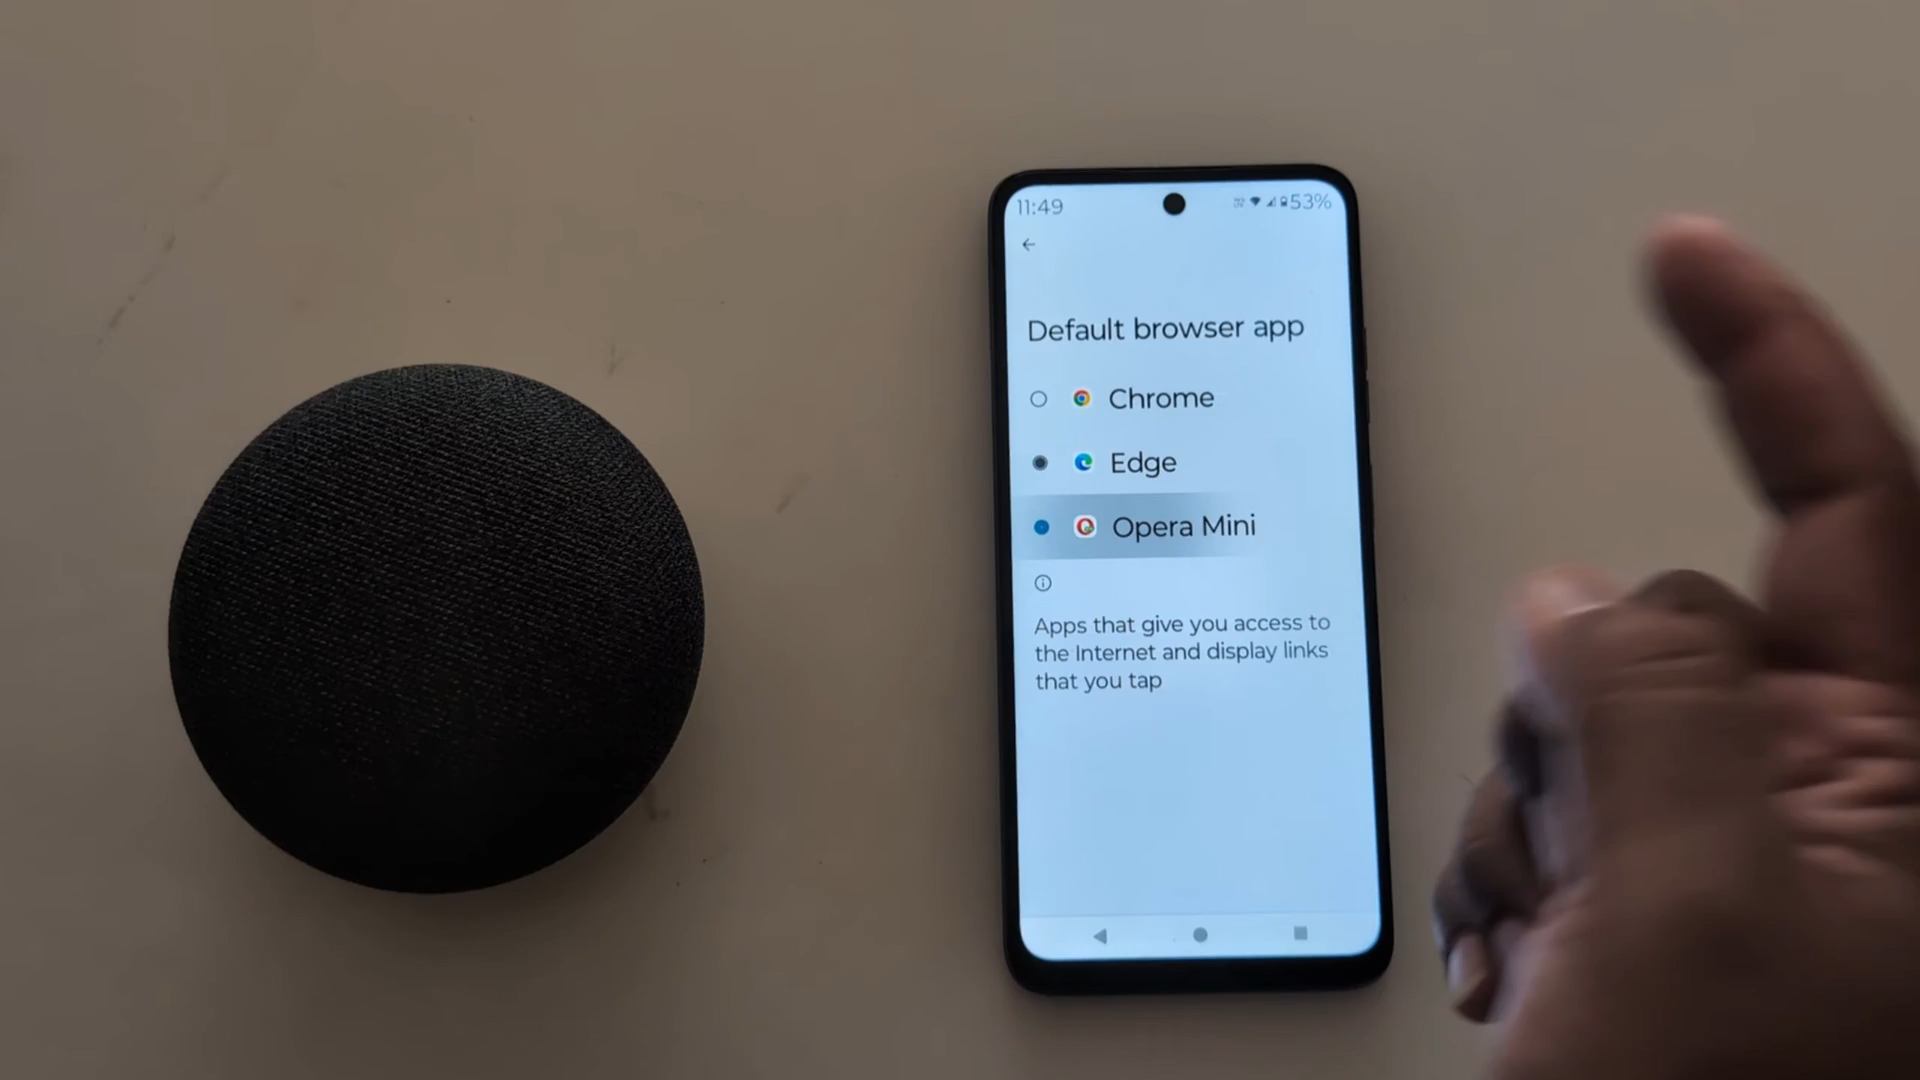 11:49
53%
Default browser app
Chrome
Edge
Opera Mini
Apps that give you access to
the Internet and display links
that you tap